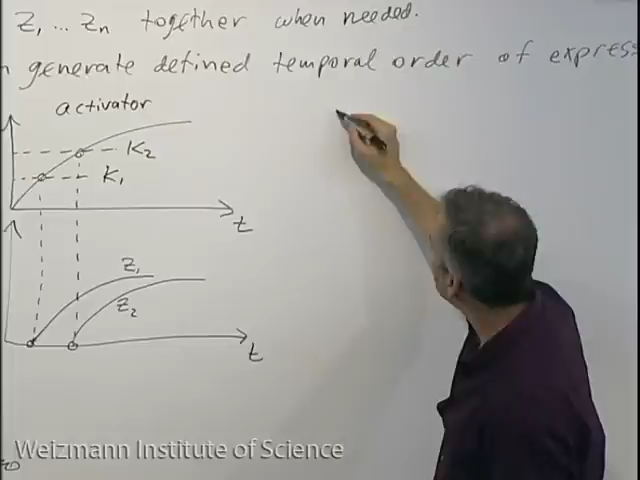 Z₁ ... Zₙ together when needed.
generate defined temporal order of express
activator
K₂
K₁
t
Z₁
Z₂
t
Weizmann Institute of Science